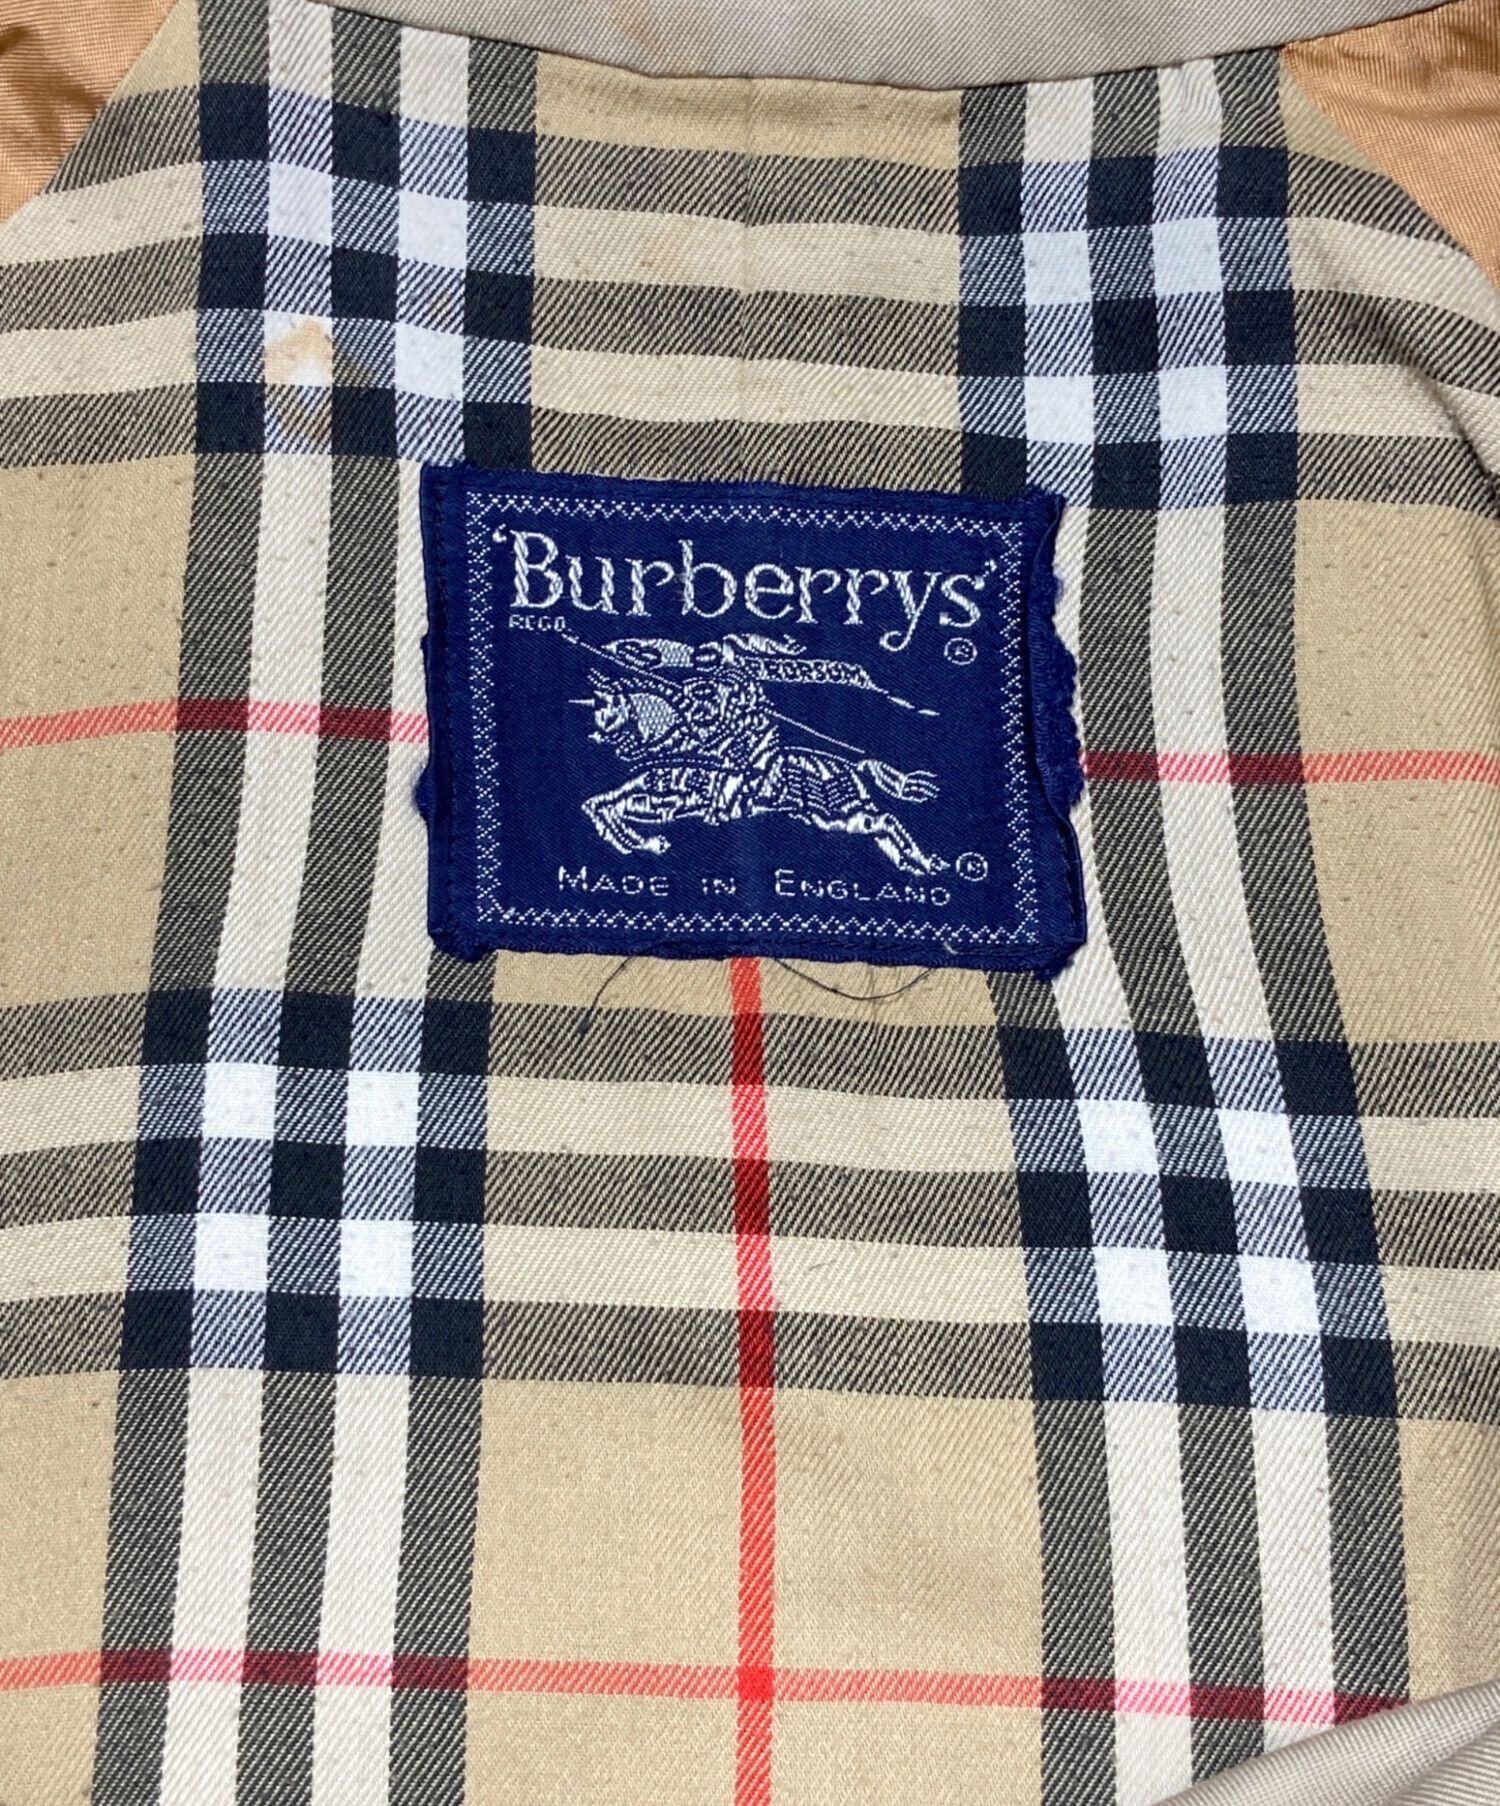 ‘Burberrys’
REGD.
®
PRORSUM
®
MADE IN ENGLAND